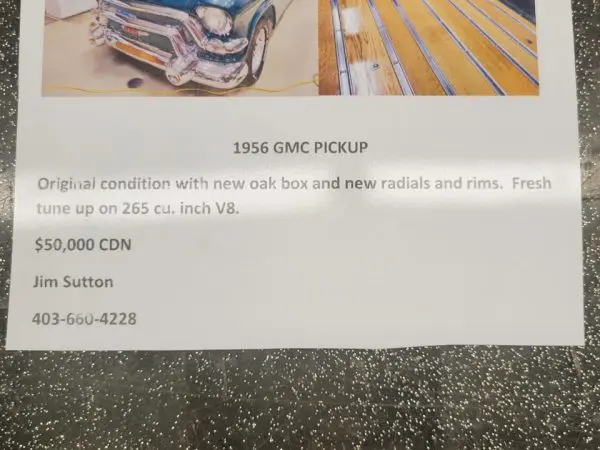 1956 GMC PICKUP
Original condition with new oak box and new radials and rims. Fresh
tune up on 265 cu. inch V8.
$50,000 CDN
Jim Sutton
403-660-4228